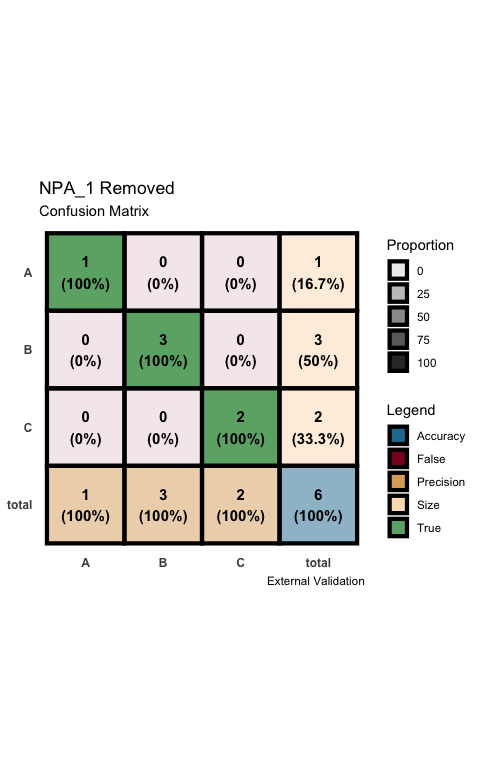 NPA_1 Removed
Confusion Matrix
A
1
(100%)
0
(0%)
0
(0%)
1
(16.7%)
B
0
(0%)
3
(100%)
0
(0%)
3
(50%)
C
0
(0%)
0
(0%)
2
(100%)
2
(33.3%)
total
1
(100%)
3
(100%)
2
(100%)
6
(100%)
A B C total
External Validation
Proportion
0
25
50
75
100
Legend
Accuracy
False
Precision
Size
True